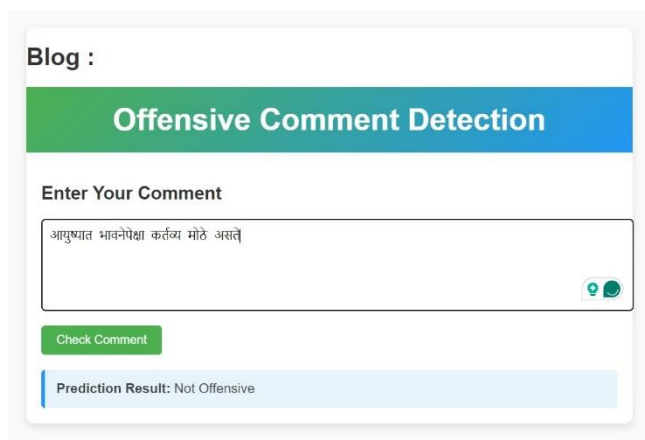 Blog :
Offensive Comment Detection
Enter Your Comment
आयुष्यात भावनेपेक्षा कर्तव्य मोठे असते
Check Comment
Prediction Result: Not Offensive